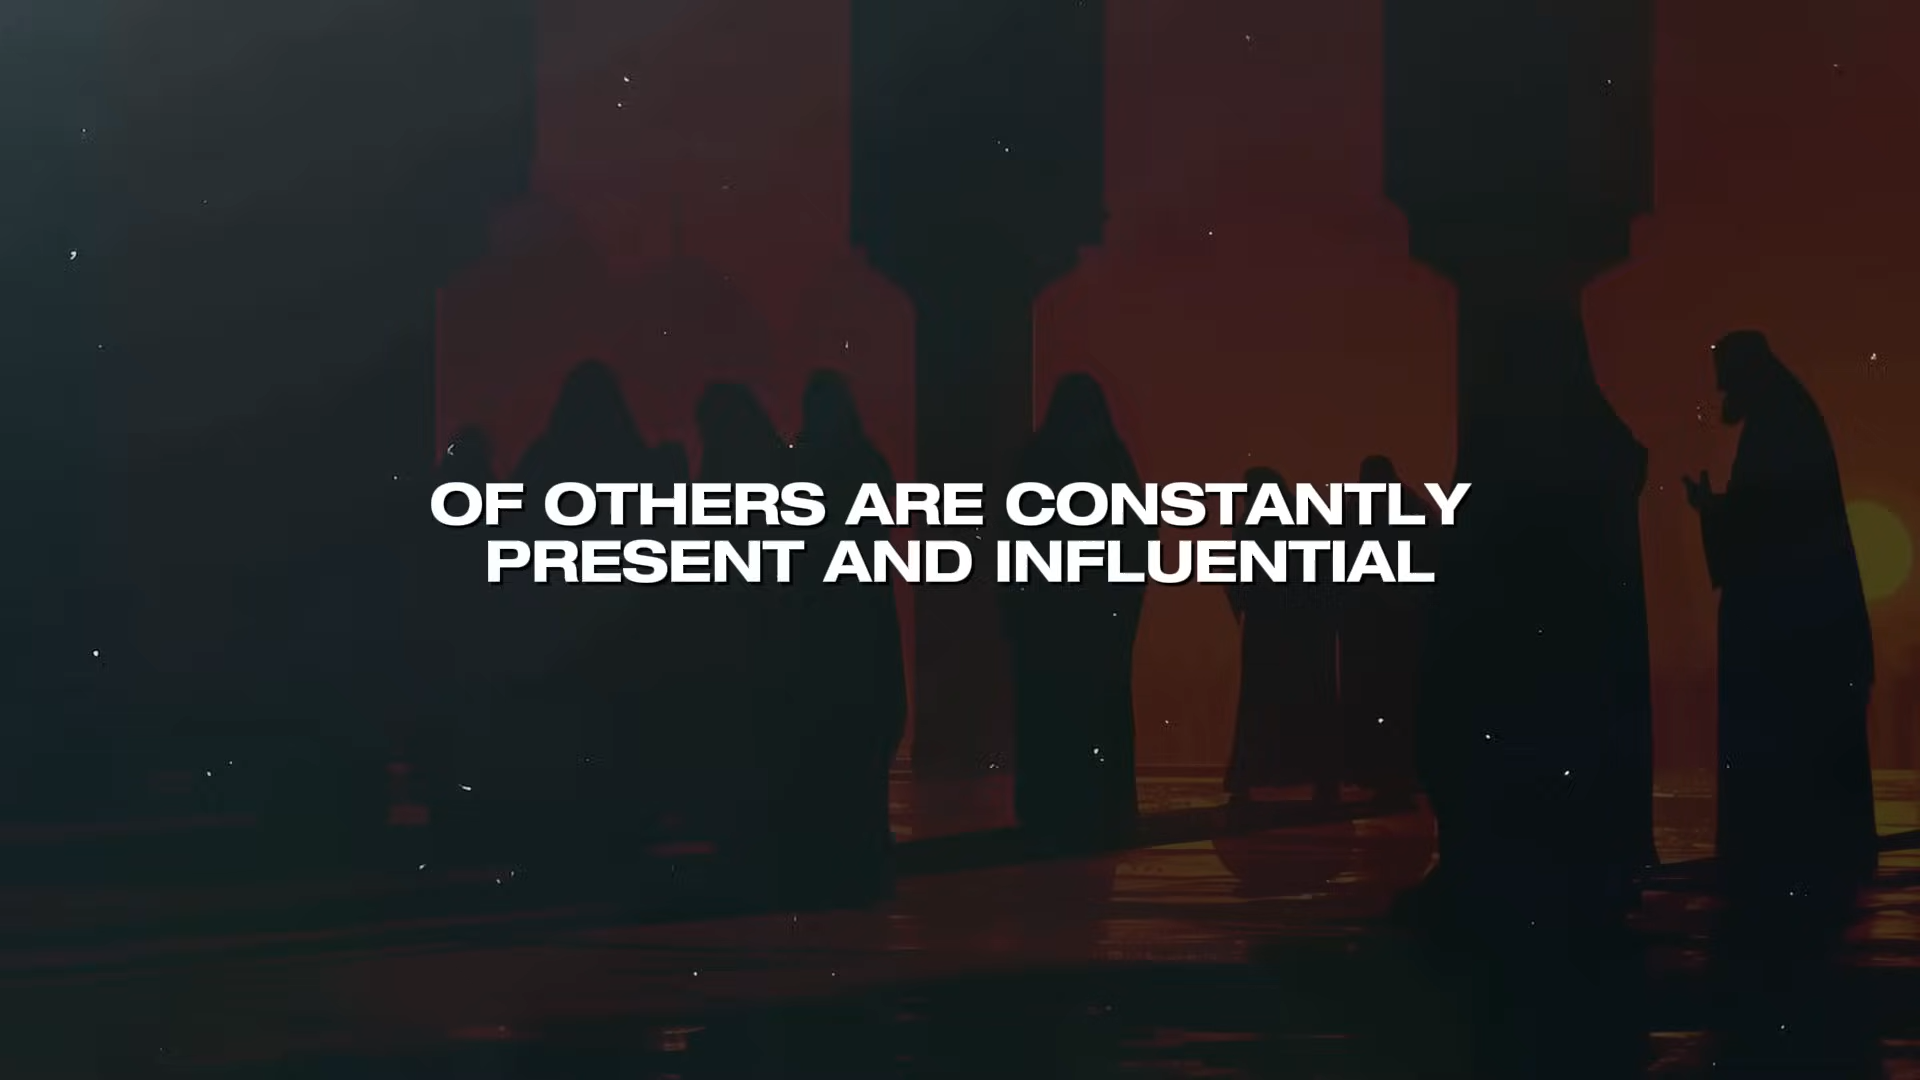 OF OTHERS ARE CONSTANTLY
PRESENT AND INFLUENTIAL